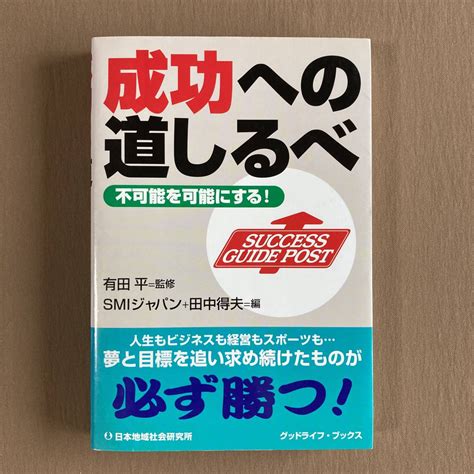 成功への
道しるべ
不可能を可能にする!
SUCCESS
GUIDE POST
有田 平=監修
SMIジャパン+田中得夫=編
人生もビジネスも経営もスポーツも…
夢と目標を追い求め続けたものが
必ず勝つ!
日本地域社会研究所
グッドライフ・ブックス